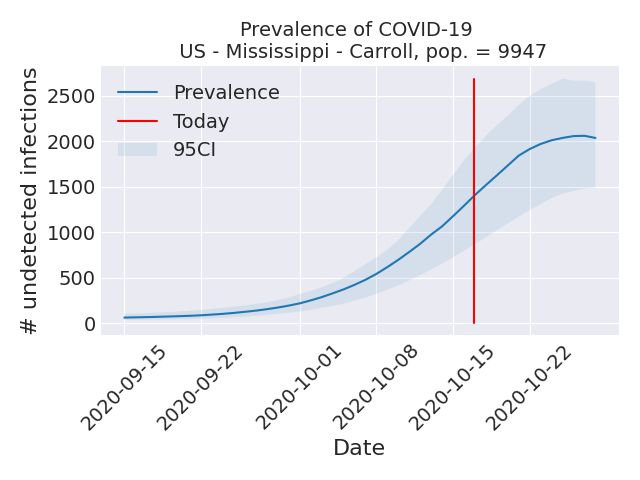 Prevalence of COVID-19
US - Mississippi - Carroll, pop. = 9947
# undetected infections
2500
2000
1500
1000
500
0
Prevalence
Today
95CI
2020-09-15
2020-09-22
2020-10-01
2020-10-08
2020-10-15
2020-10-22
Date